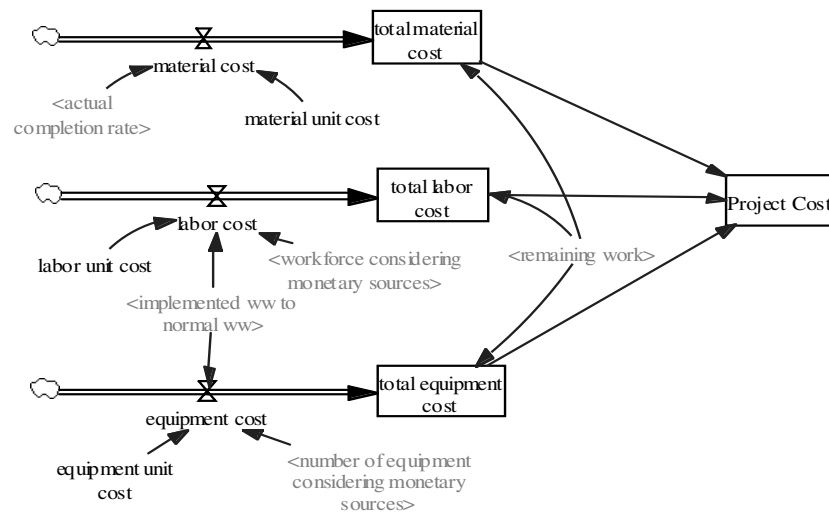 total material
cost
material cost
<actual
completion rate>
material unit cost
total labor
cost
Project Cost
labor cost
labor unit cost
<workforce considering
monetary sources>
<remaining work>
<implemented ww to
normal ww>
total equipment
cost
equipment cost
equipment unit
cost
<number of equipment
considering monetary
sources>